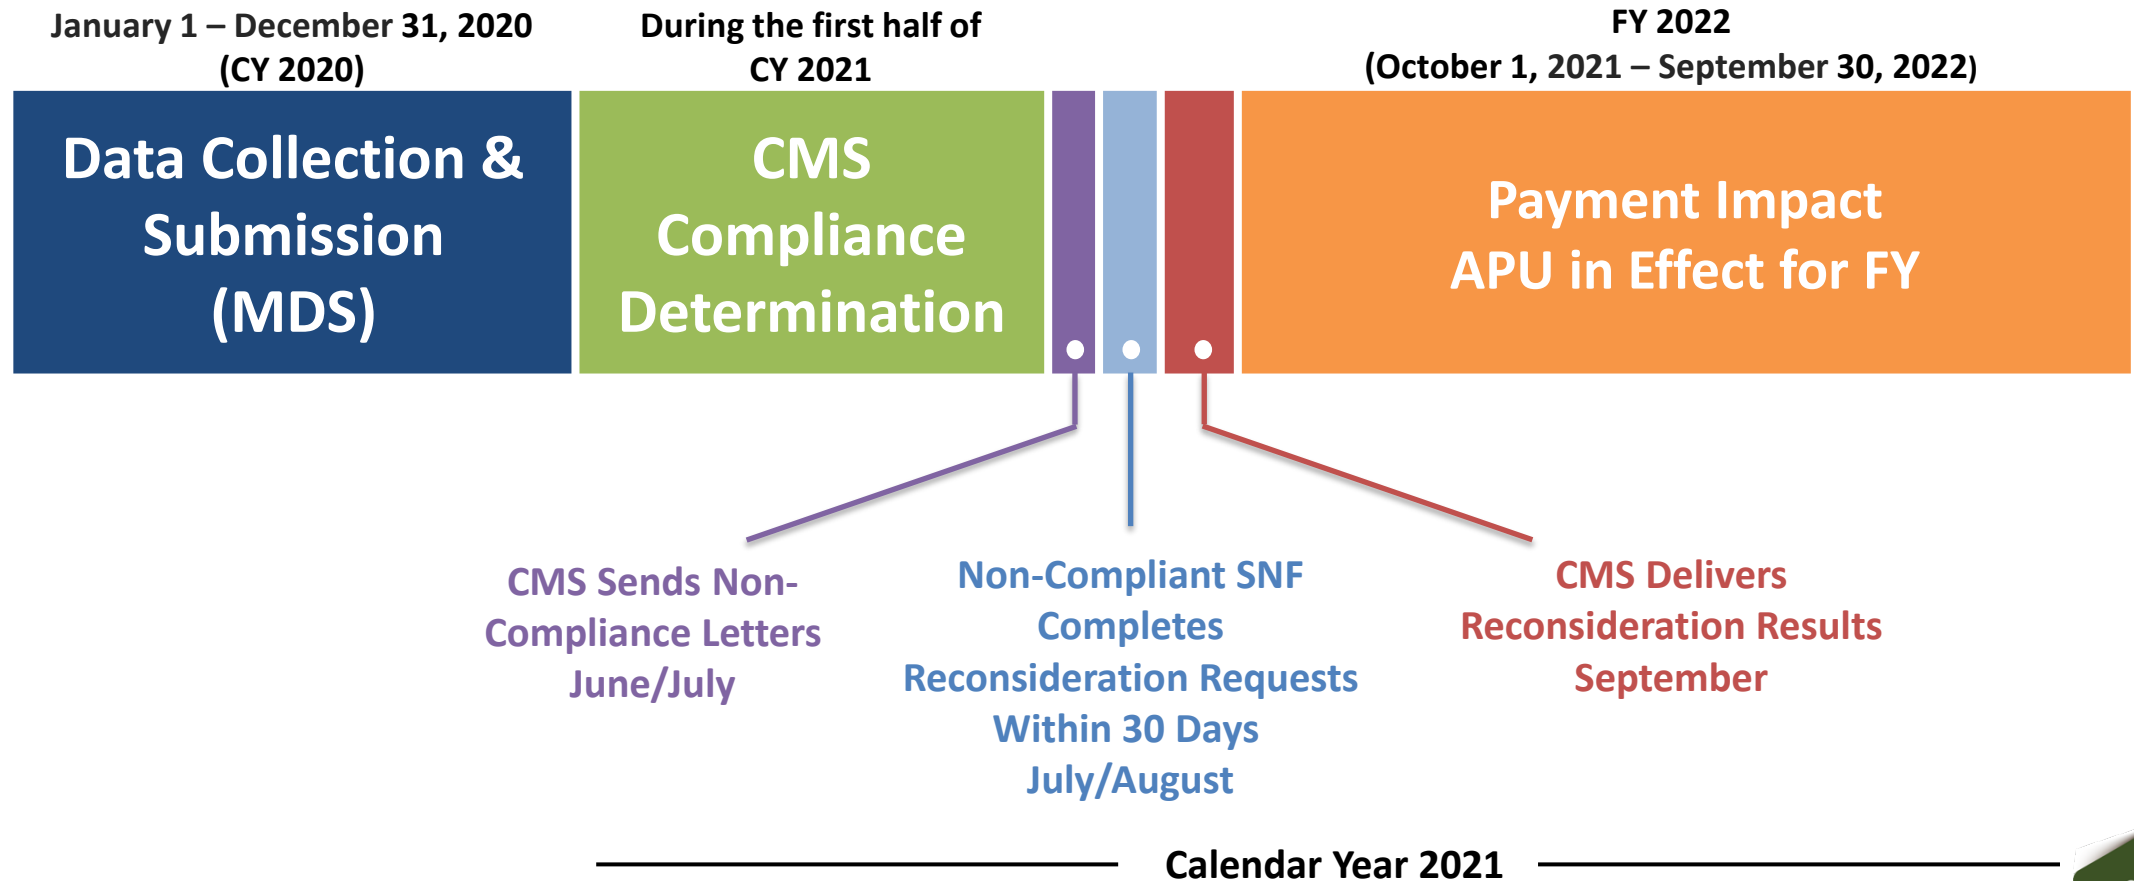 January 1 – December 31, 2020
(CY 2020)
During the first half of
CY 2021
FY 2022
(October 1, 2021 – September 30, 2022)
Data Collection &
Submission
(MDS)
CMS
Compliance
Determination
Payment Impact
APU in Effect for FY
CMS Sends Non-
Compliance Letters
June/July
Non-Compliant SNF
Completes
Reconsideration Requests
Within 30 Days
July/August
CMS Delivers
Reconsideration Results
September
Calendar Year 2021